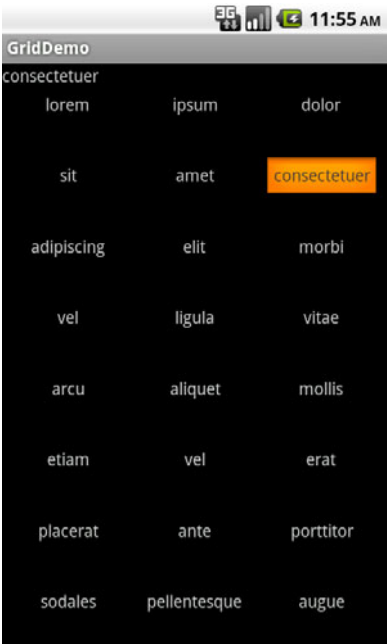 3G 11:55 AM
GridDemo
consectetuer
lorem ipsum dolor
sit amet consectetuer
adipiscing elit morbi
vel ligula vitae
arcu aliquet mollis
etiam vel erat
placerat ante porttitor
sodales pellentesque augue